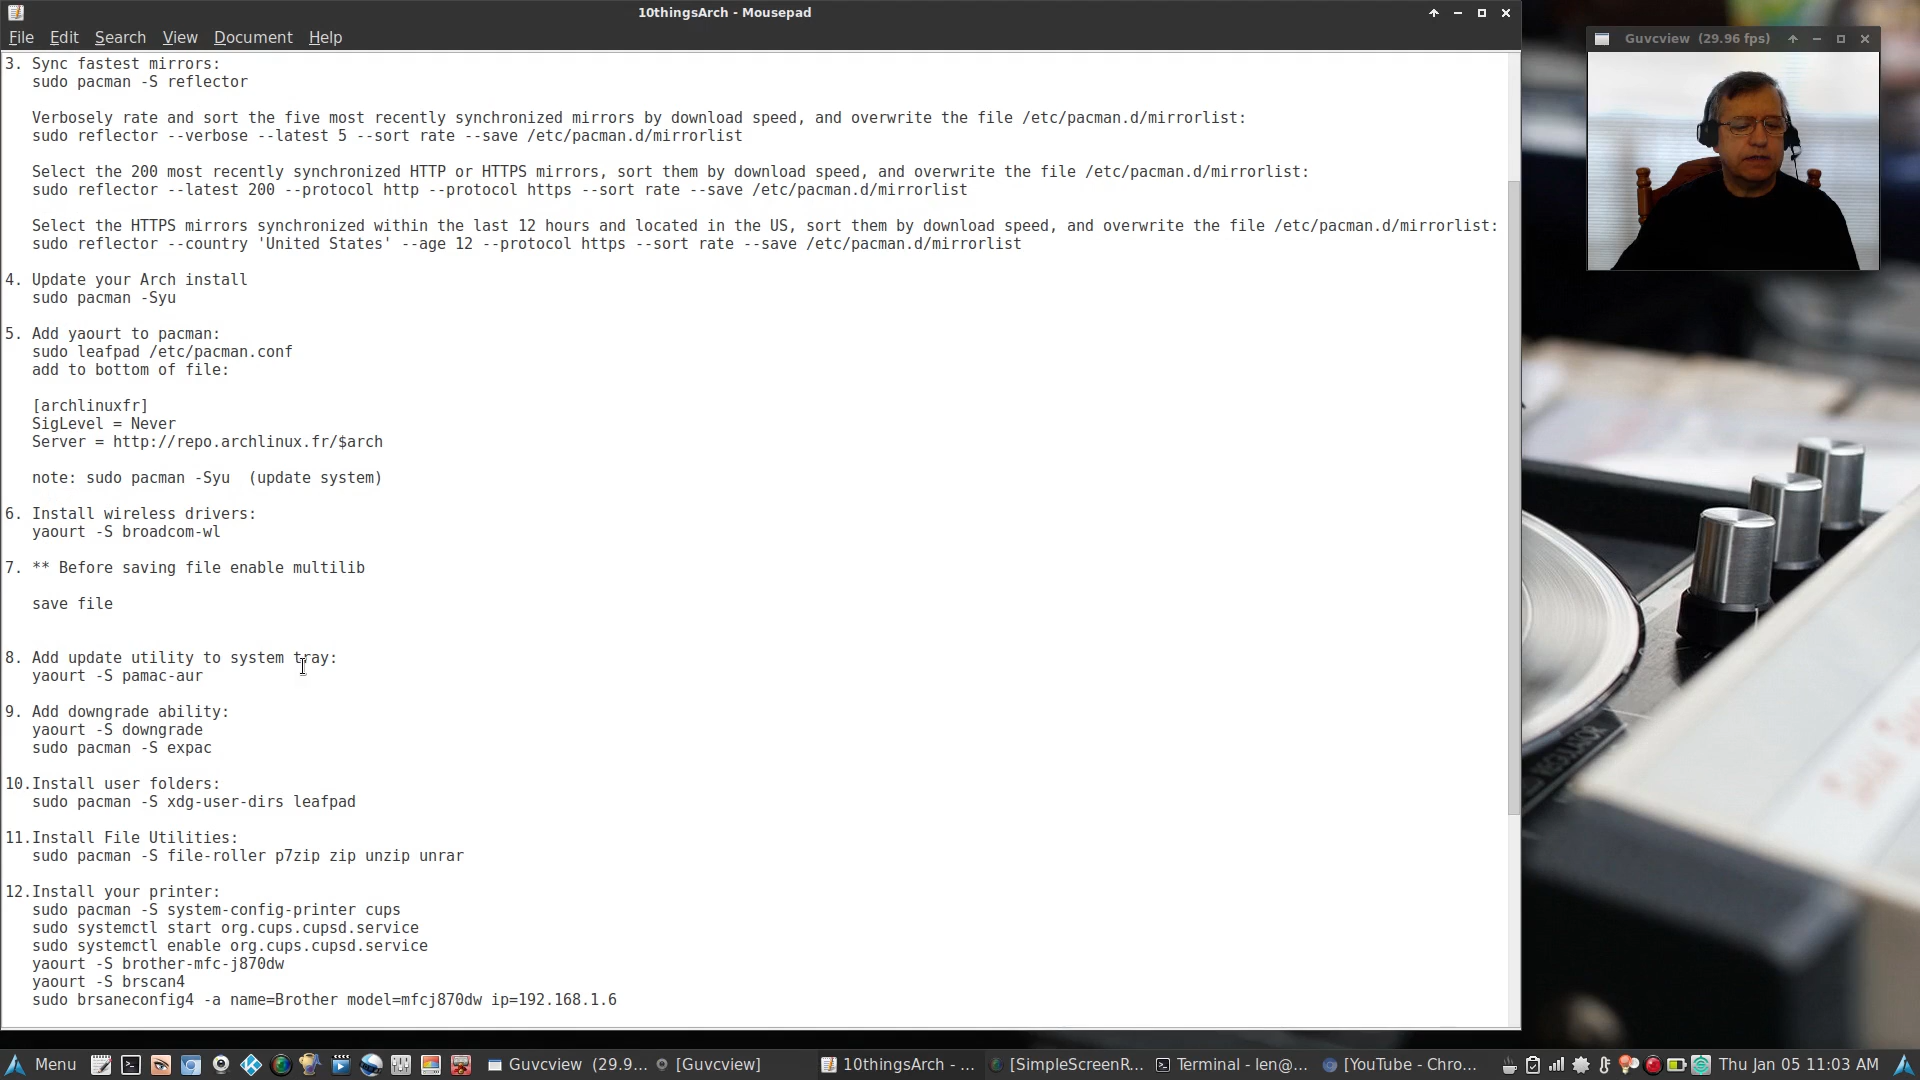 10thingsArch - Mousepad
File Edit Search View Document Help
3. Sync fastest mirrors:
sudo pacman -S reflector
Verbosely rate and sort the five most recently synchronized mirrors by download speed, and overwrite the file /etc/pacman.d/mirrorlist:
sudo reflector --verbose --latest 5 --sort rate --save /etc/pacman.d/mirrorlist
Select the 200 most recently synchronized HTTP or HTTPS mirrors, sort them by download speed, and overwrite the file /etc/pacman.d/mirrorlist:
sudo reflector --latest 200 --protocol http --protocol https --sort rate --save /etc/pacman.d/mirrorlist
Select the HTTPS mirrors synchronized within the last 12 hours and located in the US, sort them by download speed, and overwrite the file /etc/pacman.d/mirrorlist:
sudo reflector --country 'United States' --age 12 --protocol https --sort rate --save /etc/pacman.d/mirrorlist
4. Update your Arch install
sudo pacman -Syu
5. Add yaourt to pacman:
sudo leafpad /etc/pacman.conf
add to bottom of file:
[archlinuxfr]
SigLevel = Never
Server = http://repo.archlinux.fr/$arch
note: sudo pacman -Syu  (update system)
6. Install wireless drivers:
yaourt -S broadcom-wl
7. ** Before saving file enable multilib
save file
8. Add update utility to system tray:
yaourt -S pamac-aur
9. Add downgrade ability:
yaourt -S downgrade
sudo pacman -S expac
10.Install user folders:
sudo pacman -S xdg-user-dirs leafpad
11.Install File Utilities:
sudo pacman -S file-roller p7zip zip unzip unrar
12.Install your printer:
sudo pacman -S system-config-printer cups
sudo systemctl start org.cups.cupsd.service
sudo systemctl enable org.cups.cupsd.service
yaourt -S brother-mfc-j870dw
yaourt -S brscan4
sudo brsaneconfig4 -a name=Brother model=mfcj870dw ip=192.168.1.6
Guvcview (29.96 fps)
Menu
Guvcview (29.9...
[Guvcview]
10thingsArch - ...
[SimpleScreenR...
Terminal - len@...
[YouTube - Chro...
Thu Jan 05 11:03 AM